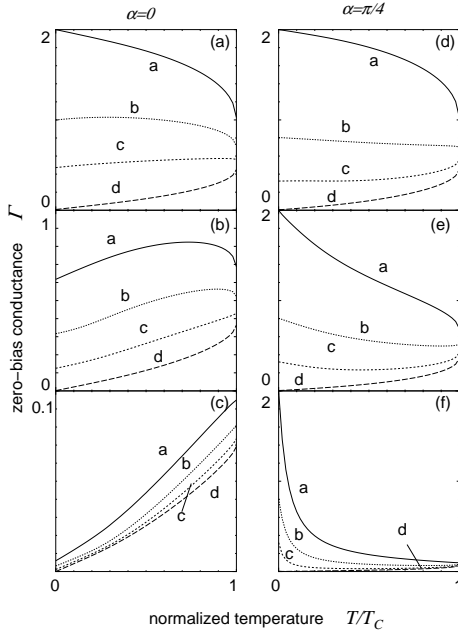 α=0
α=π/4
2
(a)
a
b
c
d
0
(d)
a
b
c
d
0
zero-bias conductance Γ
1
(b)
a
b
c
d
0
2
(e)
a
b
c
d
0
0.1
(c)
a
b
c
d
0
1
2
(f)
a
b
c
d
0
1
normalized temperature T/T_C